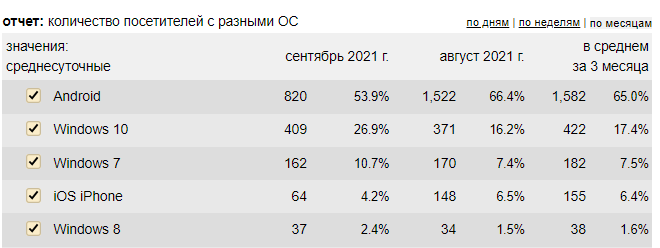 отчет: количество посетителей с разными ОС по дням | по неделям | по месяцам
значения: сентябрь 2021 г. август 2021 г. в среднем
среднесуточные за 3 месяца
Android 820 53.9% 1,522 66.4% 1,582 65.0%
Windows 10 409 26.9% 371 16.2% 422 17.4%
Windows 7 162 10.7% 170 7.4% 182 7.5%
iOS iPhone 64 4.2% 148 6.5% 155 6.4%
Windows 8 37 2.4% 34 1.5% 38 1.6%